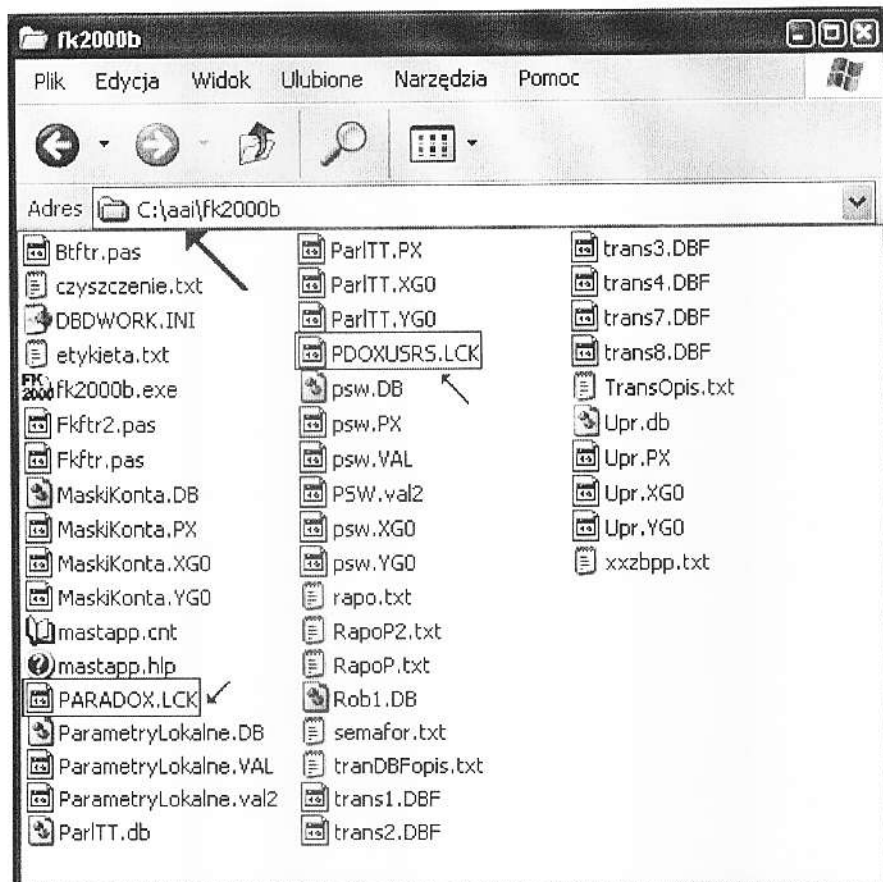 fk2000b
Plik Edycja Widok Ulubione Narzędzia Pomoc
Adres C:\aai\fk2000b
Btftr.pas
czyszczenie.txt
DBDWORK.INI
etykieta.txt
FK 2000 fk2000b.exe
Fkftr2.pas
Fkftr.pas
MaskiKonta.DB
MaskiKonta.PX
MaskiKonta.XG0
MaskiKonta.YG0
mastapp.cnt
mastapp.hlp
PARADOX.LCK
ParametryLokalne.DB
ParametryLokalne.VAL
ParametryLokalne.val2
ParlTT.db
ParlTT.PX
ParlTT.XG0
ParlTT.YG0
PDOXUSRS.LCK
psw.DB
psw.PX
psw.VAL
PSW.val2
psw.XG0
psw.YG0
rapo.txt
RapoP2.txt
RapoP.txt
Rob1.DB
semafor.txt
tranDBFopis.txt
trans1.DBF
trans2.DBF
trans3.DBF
trans4.DBF
trans7.DBF
trans8.DBF
TransOpis.txt
Upr.db
Upr.PX
Upr.XG0
Upr.YG0
xxzbpp.txt